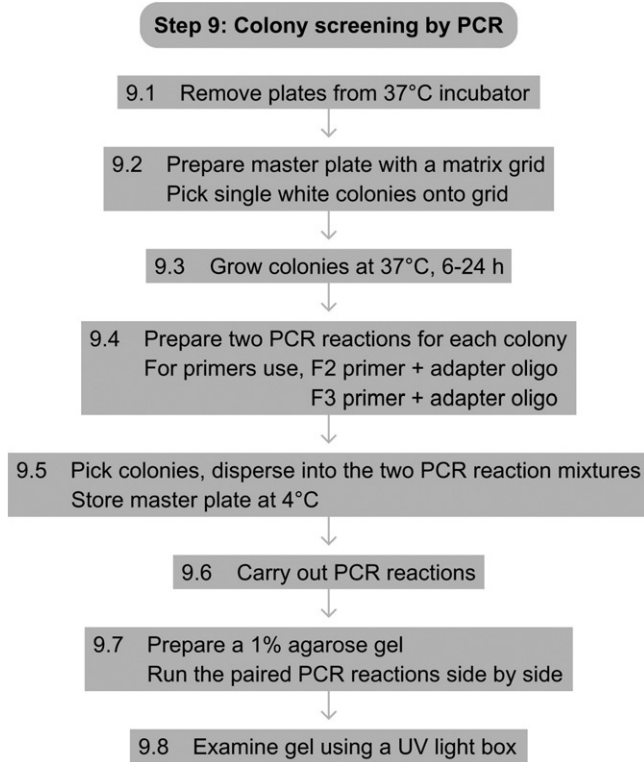 Step 9: Colony screening by PCR
9.1 Remove plates from 37°C incubator
9.2 Prepare master plate with a matrix grid
Pick single white colonies onto grid
9.3 Grow colonies at 37°C, 6-24 h
9.4 Prepare two PCR reactions for each colony
For primers use, F2 primer + adapter oligo
F3 primer + adapter oligo
9.5 Pick colonies, disperse into the two PCR reaction mixtures
Store master plate at 4°C
9.6 Carry out PCR reactions
9.7 Prepare a 1% agarose gel
Run the paired PCR reactions side by side
9.8 Examine gel using a UV light box